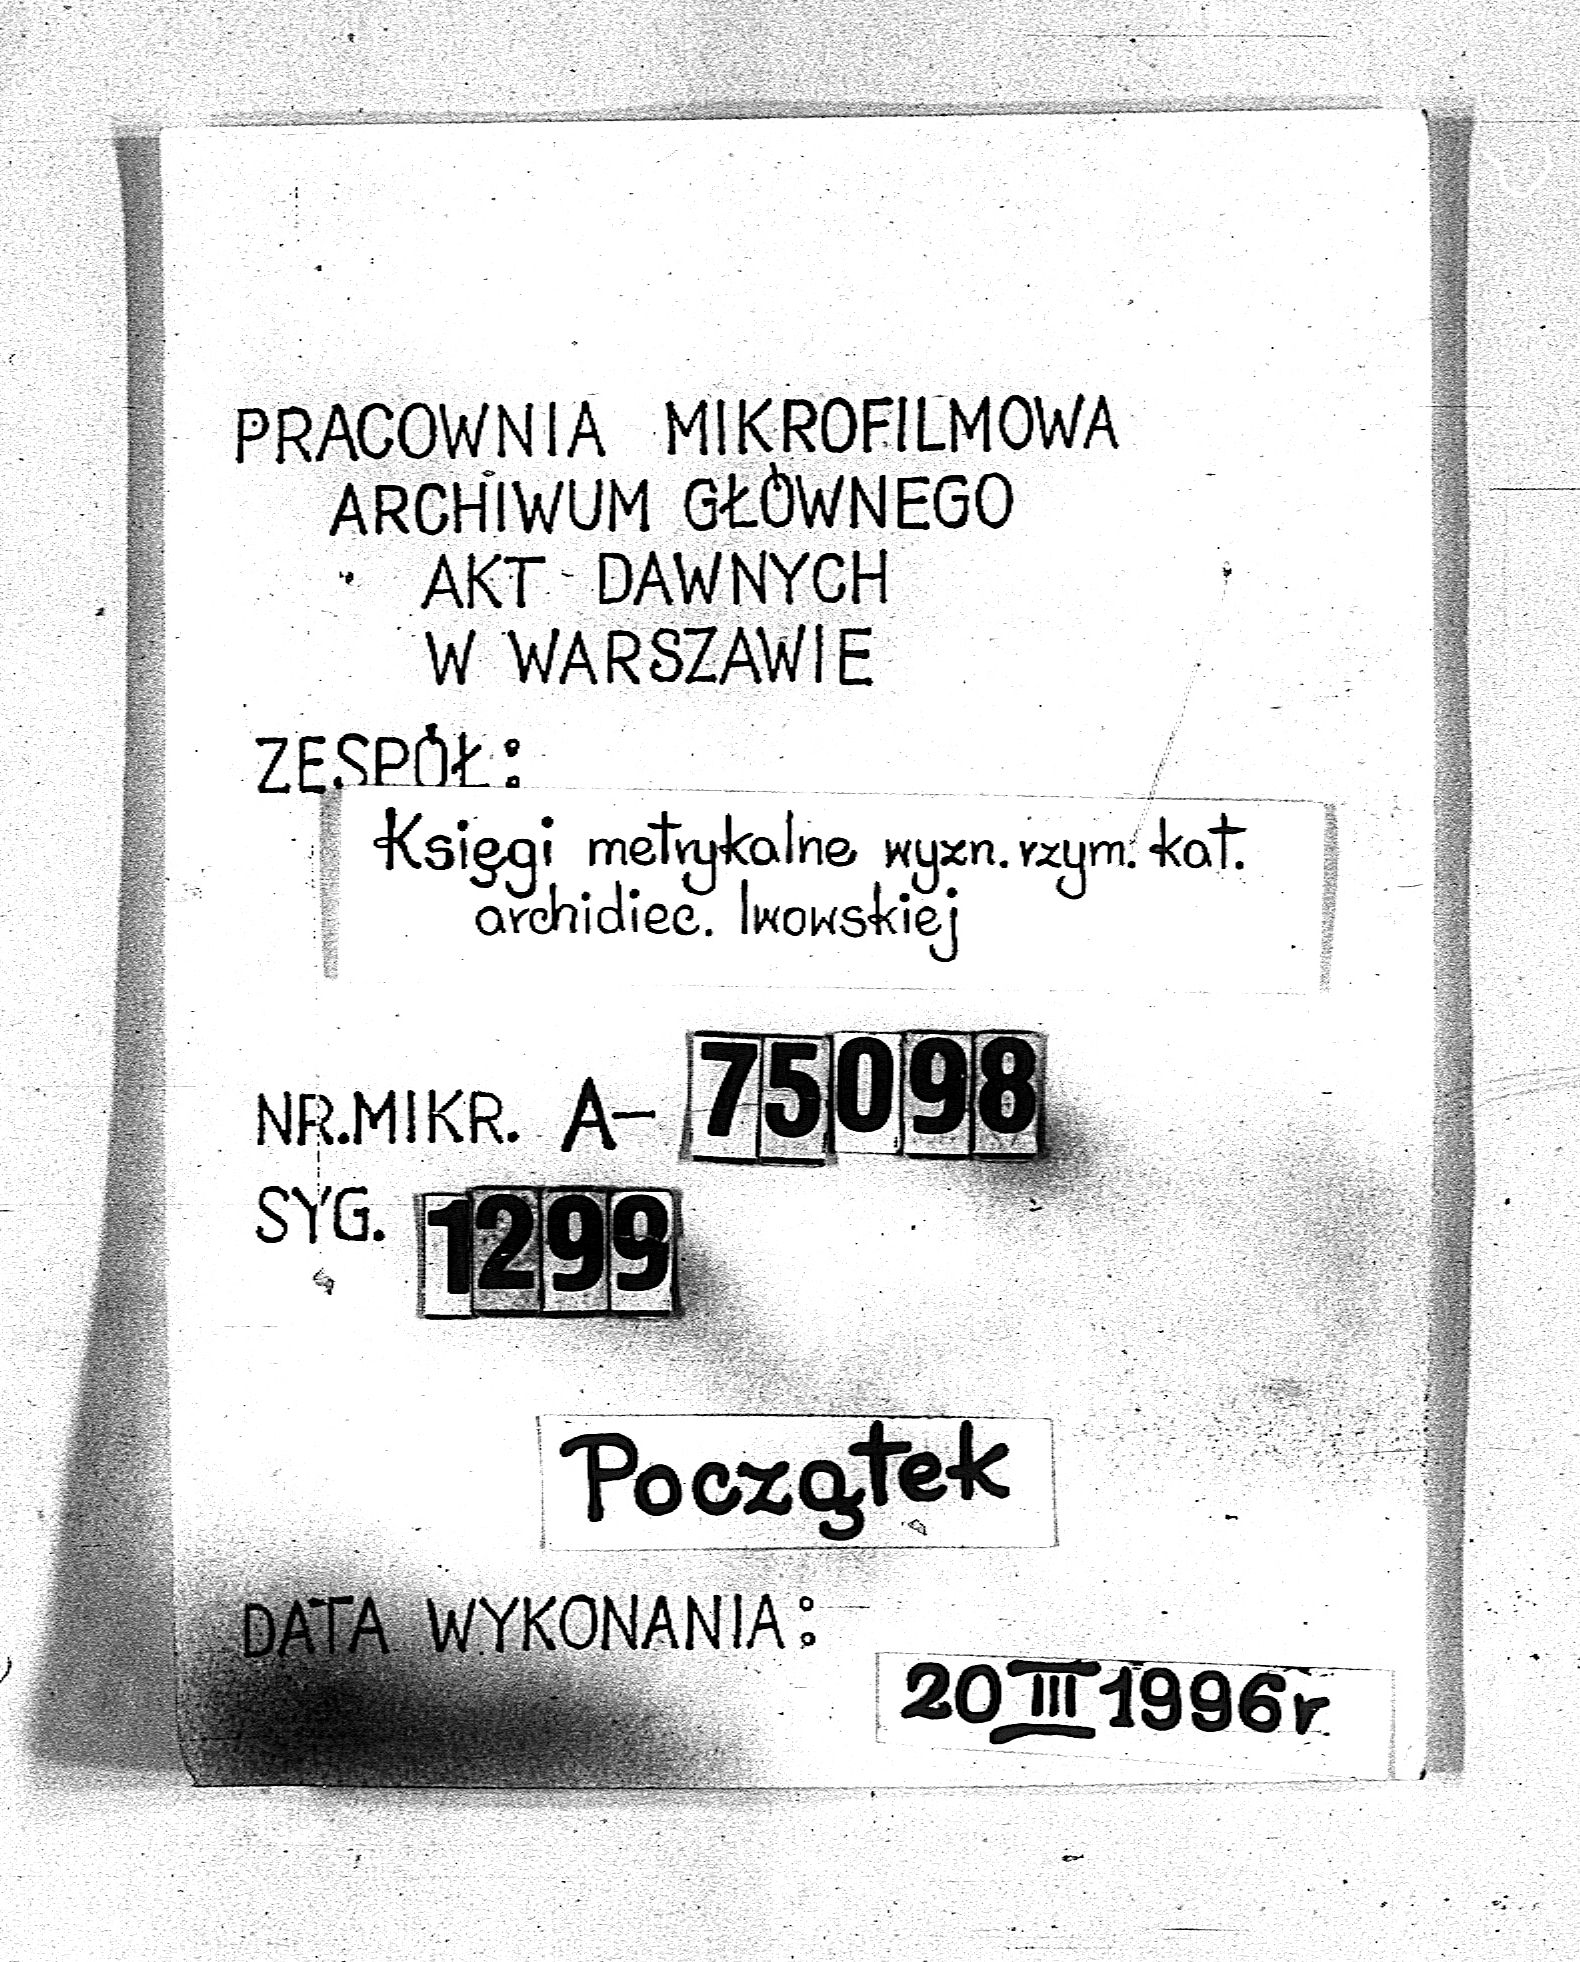 PRACOWNIA MIKROFILMOWA
ARCHIWUM GŁÓWNEGO
AKT DAWNYCH
W WARSZAWIE
ZESPÓŁ:
Księgi metrykalne wyzn. rzym. kat.
archidiec. lwowskiej
NR.MIKR. A- 75098
SYG. 1299
Początek
DATA WYKONANIA:
20 III 1996 r.